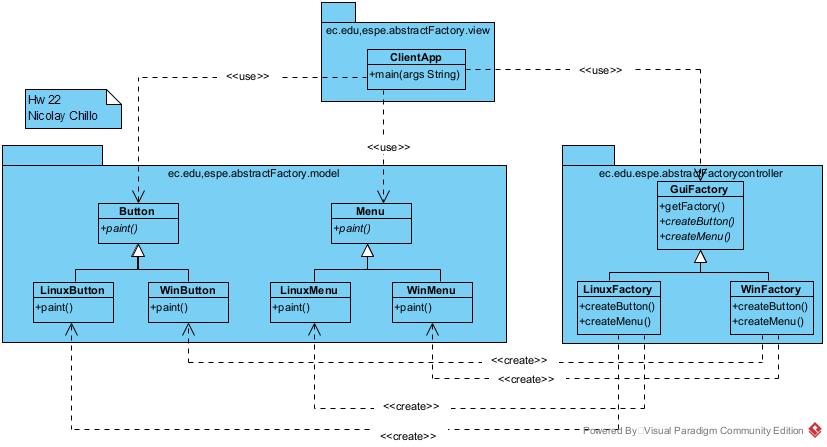 ec.edu,espe.abstractFactory.view
ClientApp
+main(args String)
<<use>>
<<use>>
<<use>>
Hw 22
Nicolay Chillo
ec.edu,espe.abstractFactory.model
Button
+paint()
Menu
+paint()
LinuxButton
+paint()
WinButton
+paint()
LinuxMenu
+paint()
WinMenu
+paint()
ec.edu.espe.abstractFactorycontroller
GuiFactory
+getFactory()
+createButton()
+createMenu()
LinuxFactory
+createButton()
+createMenu()
WinFactory
+createButton()
+createMenu()
<<create>>
<<create>>
<<create>>
<<create>>
Powered By Visual Paradigm Community Edition